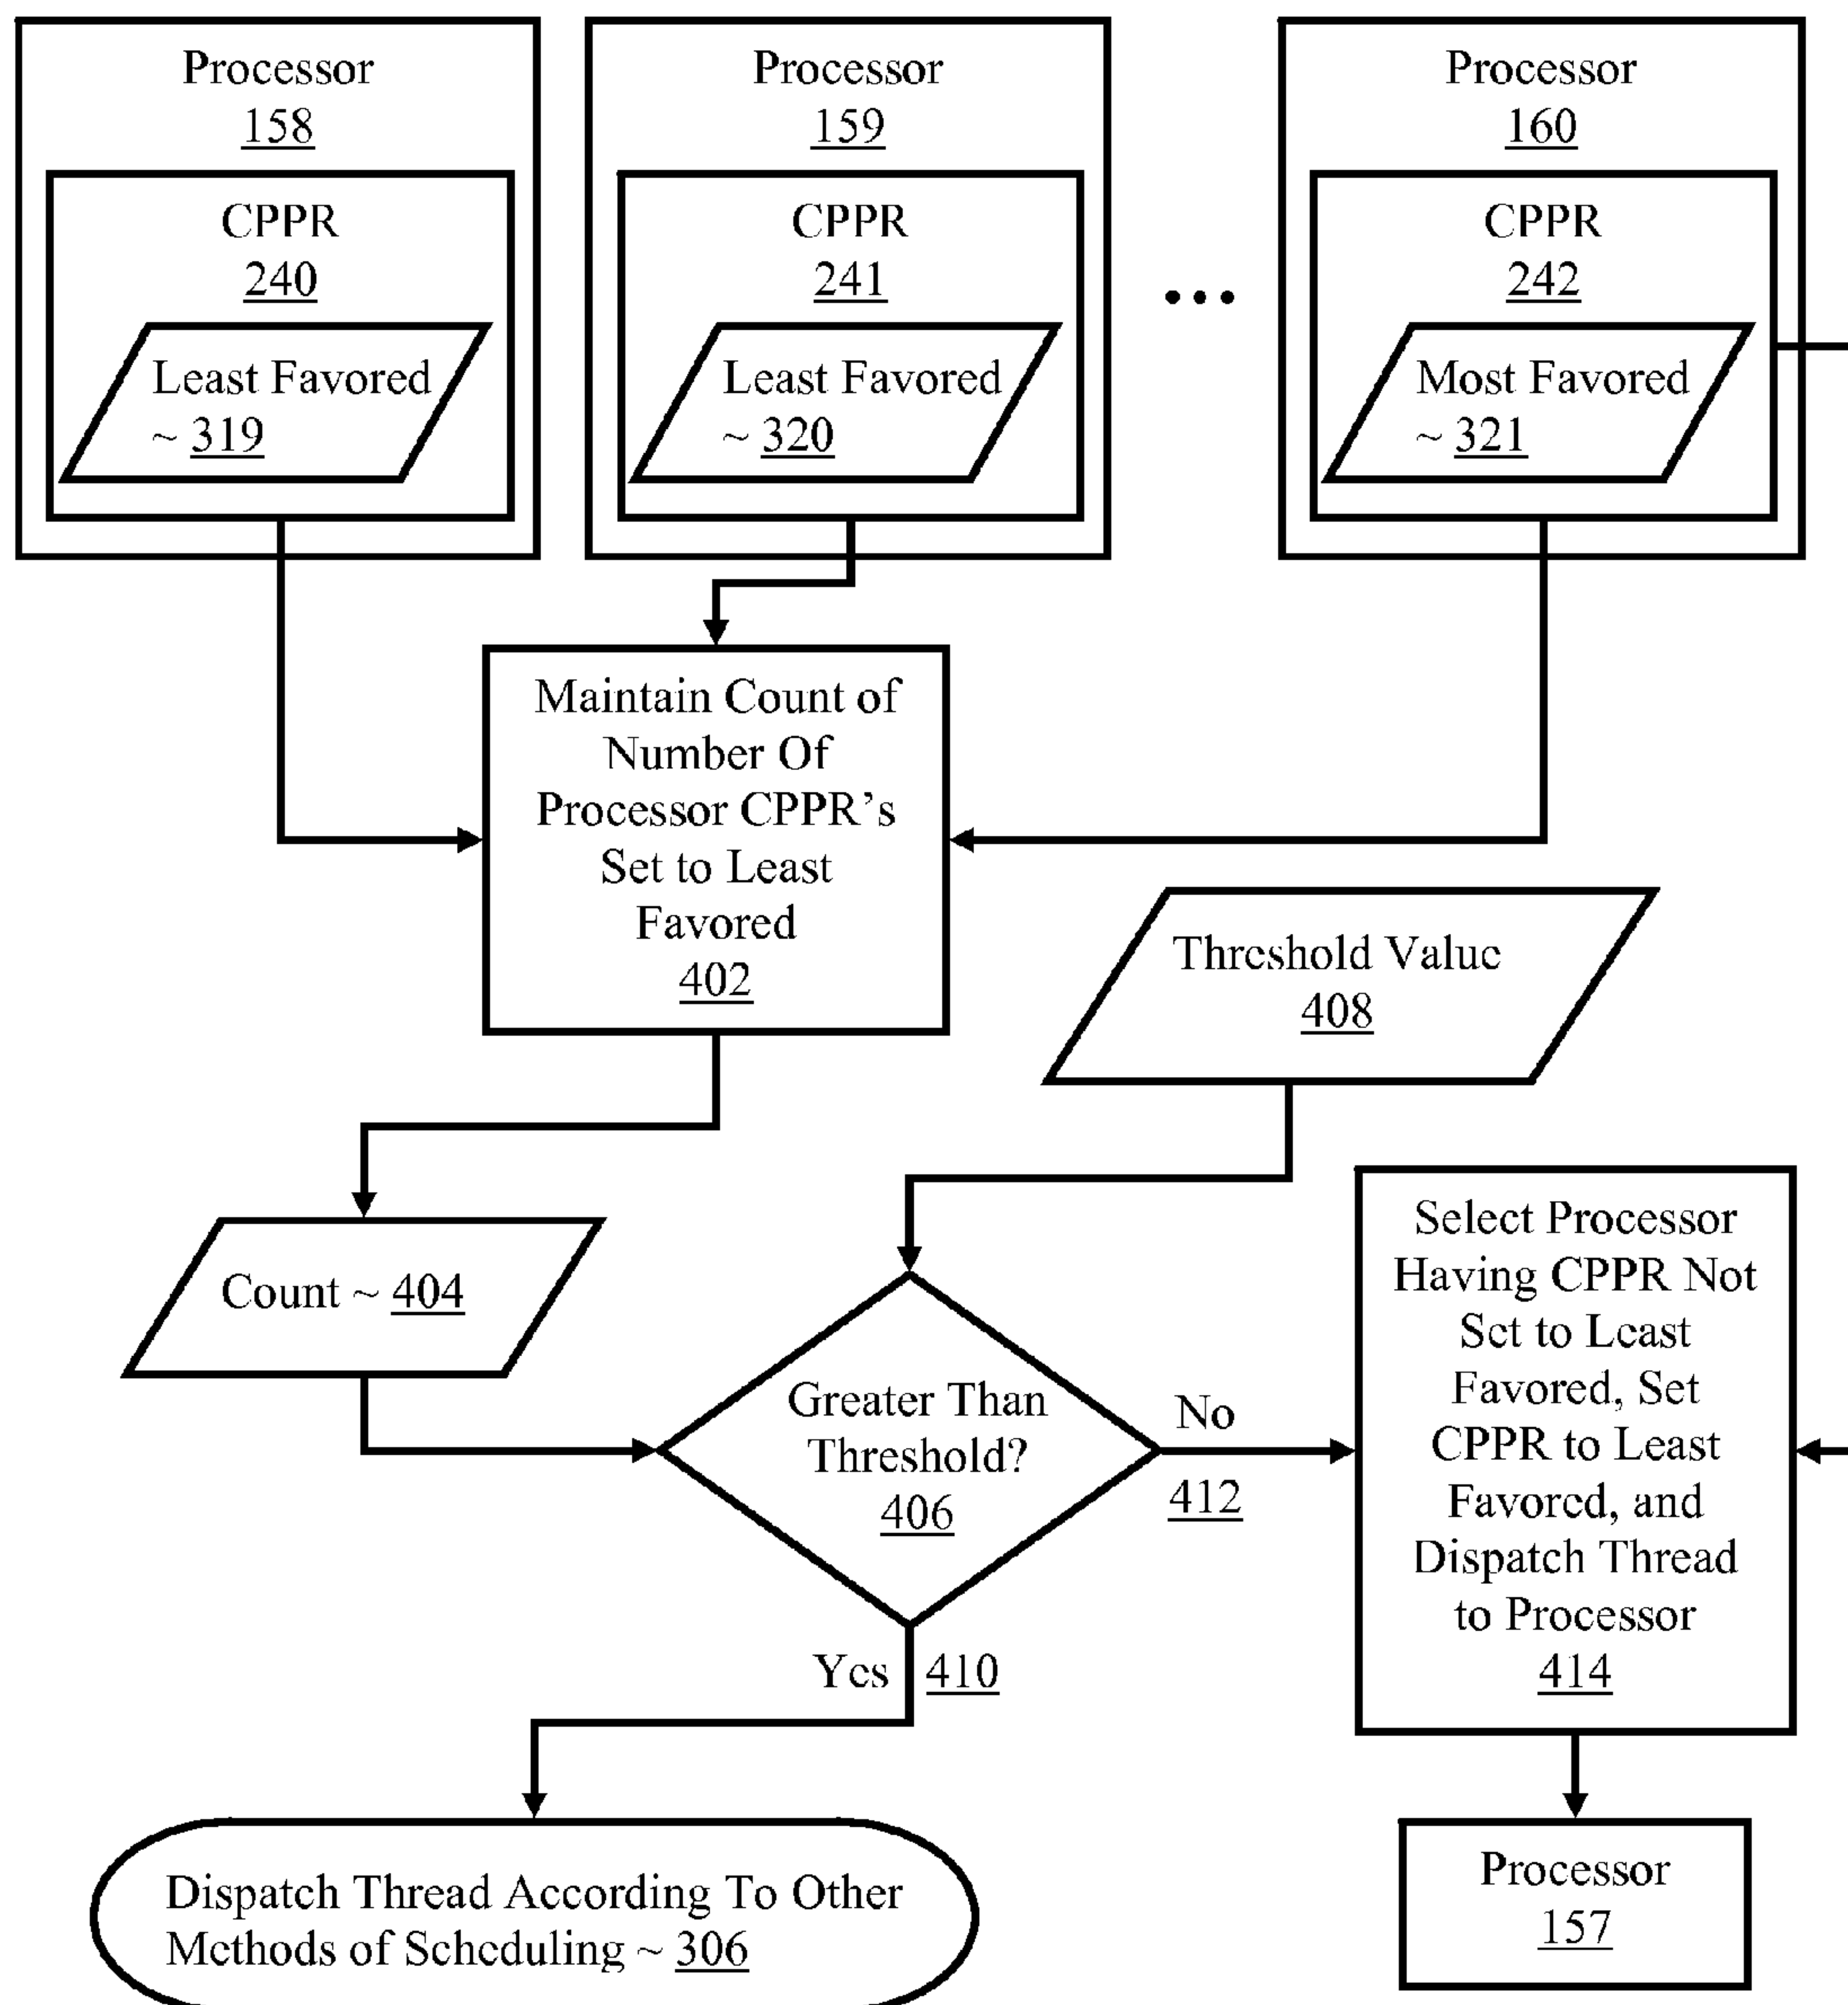 Processor
158
CPPR
240
Least Favored
~ 319
Processor
159
CPPR
241
Least Favored
~ 320
...
Processor
160
CPPR
242
Most Favored
~ 321
Maintain Count of
Number Of
Processor CPPR’s
Set to Least
Favored
402
Threshold Value
408
Count ~ 404
Greater Than
Threshold?
406
No
412
Yes 410
Select Processor
Having CPPR Not
Set to Least
Favored, Set
CPPR to Least
Favored, and
Dispatch Thread
to Processor
414
Dispatch Thread According To Other
Methods of Scheduling ~ 306
Processor
157